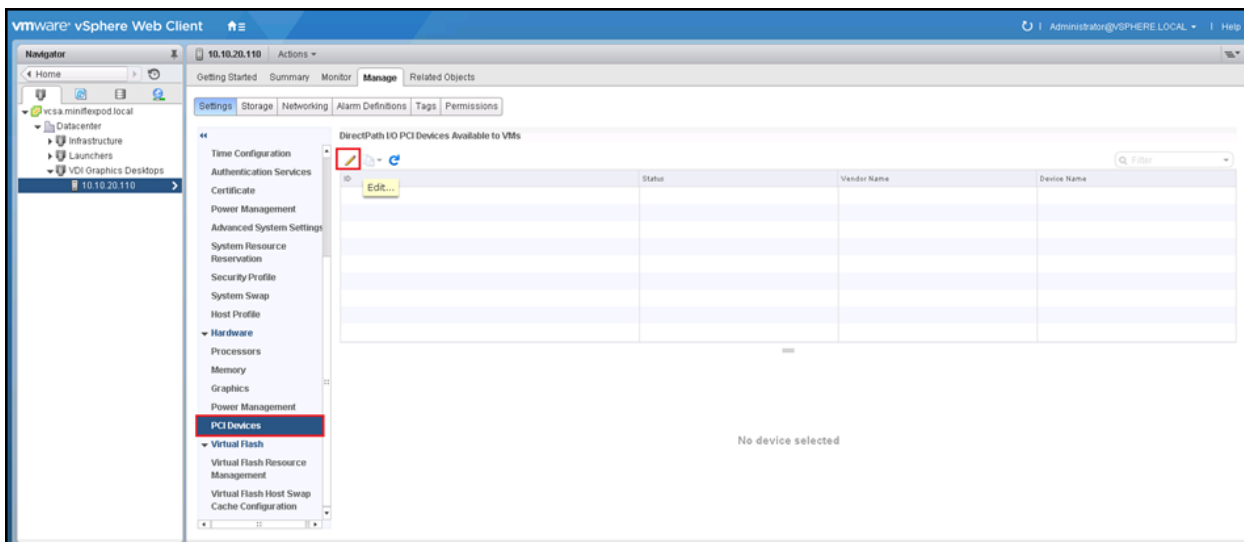 vmware® vSphere Web Client
Administrator@VSPHERE.LOCAL
Help
Navigator
10.10.20.110 Actions
Home
Getting Started Summary Monitor Manage Related Objects
Settings Storage Networking Alarm Definitions Tags Permissions
vcsa.miniflexpod.local
Datacenter
Infrastructure
Launchers
VDI Graphics Desktops
10.10.20.110
Time Configuration
Authentication Services
Certificate
Power Management
Advanced System Settings
System Resource
Reservation
Security Profile
System Swap
Host Profile
Hardware
Processors
Memory
Graphics
Power Management
PCI Devices
Virtual Flash
Virtual Flash Resource
Management
Virtual Flash Host Swap
Cache Configuration
DirectPath I/O PCI Devices Available to VMs
Filter
ID Status Vendor Name Device Name
Edit...
No device selected